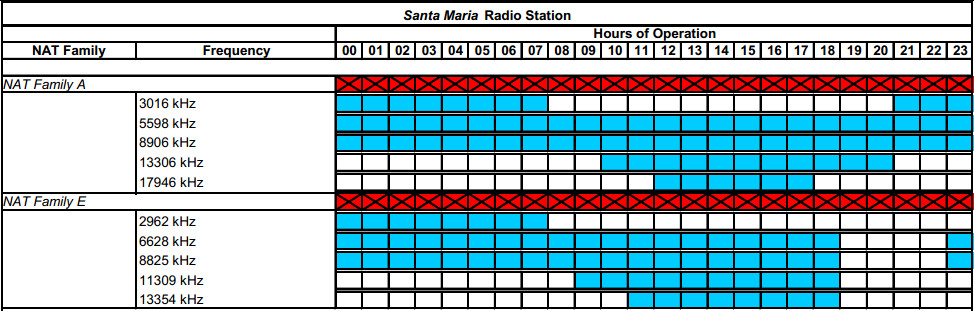 Santa Maria Radio Station
Hours of Operation
NAT Family Frequency 00 01 02 03 04 05 06 07 08 09 10 11 12 13 14 15 16 17 18 19 20 21 22 23
NAT Family A
3016 kHz
5598 kHz
8906 kHz
13306 kHz
17946 kHz
NAT Family E
2962 kHz
6628 kHz
8825 kHz
11309 kHz
13354 kHz